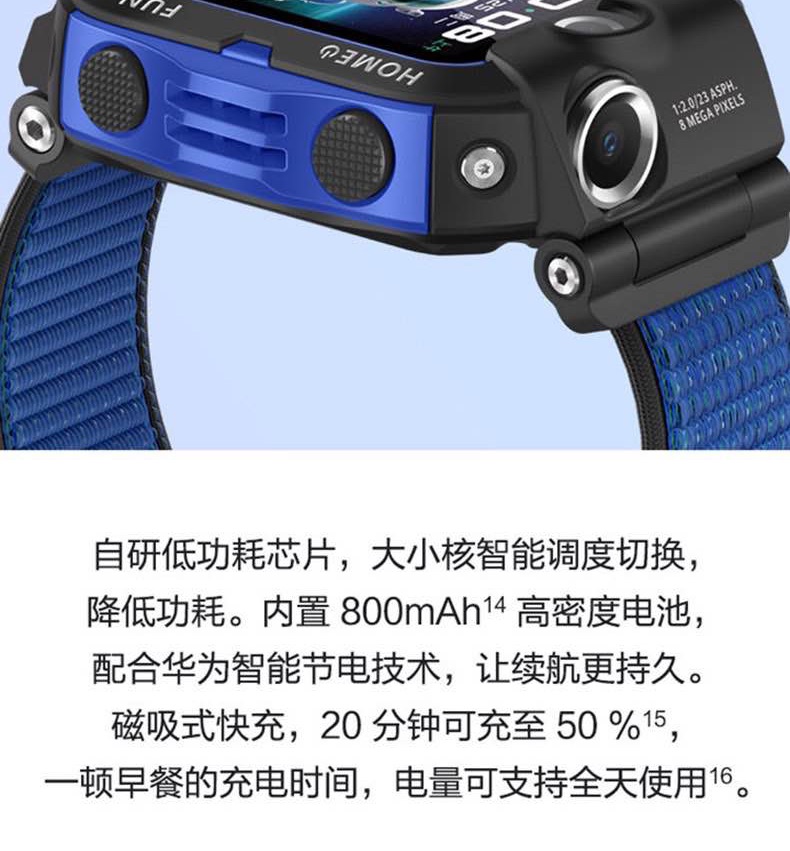 FUN
HOME
08
1:2.0/23 ASPH.
8 MEGA PIXELS
自研低功耗芯片，大小核智能调度切换，
降低功耗。内置 800mAh¹⁴ 高密度电池，
配合华为智能节电技术，让续航更持久。
磁吸式快充，20 分钟可充至 50 %¹⁵，
一顿早餐的充电时间，电量可支持全天使用¹⁶。